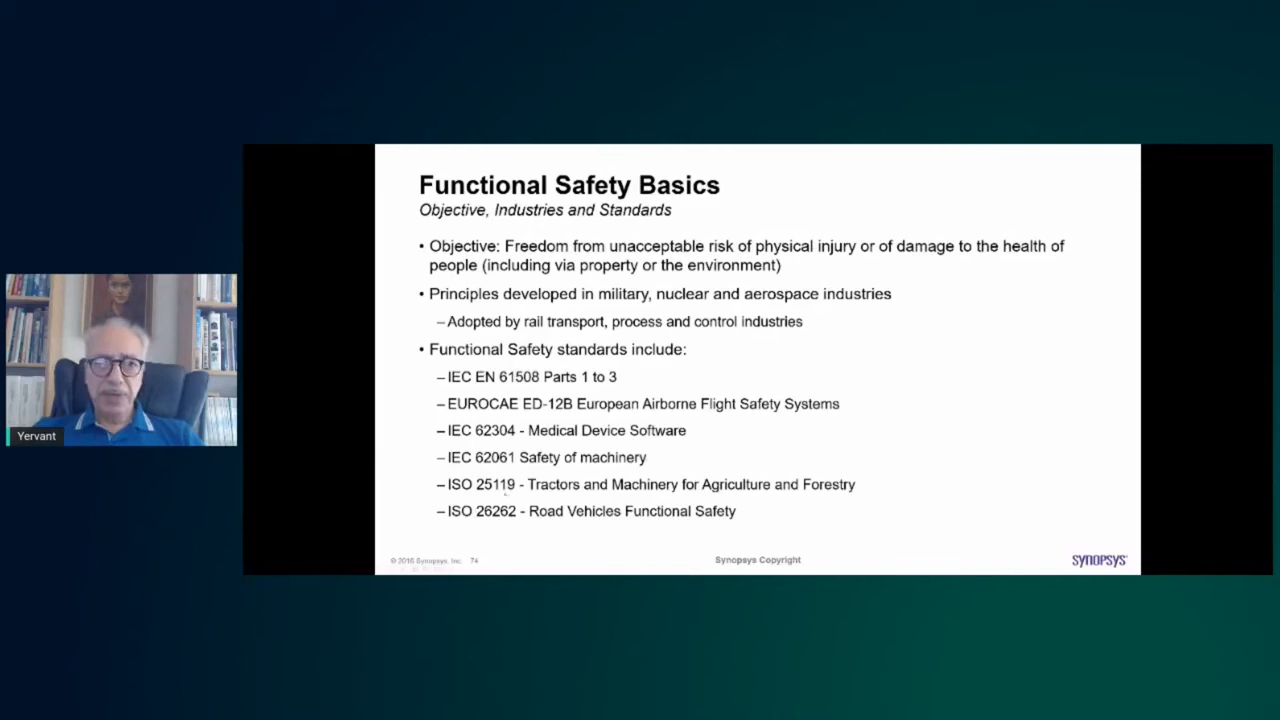 Functional Safety Basics
Objective, Industries and Standards
• Objective: Freedom from unacceptable risk of physical injury or of damage to the health of
people (including via property or the environment)
• Principles developed in military, nuclear and aerospace industries
– Adopted by rail transport, process and control industries
• Functional Safety standards include:
– IEC EN 61508 Parts 1 to 3
– EUROCAE ED-12B European Airborne Flight Safety Systems
– IEC 62304 - Medical Device Software
– IEC 62061 Safety of machinery
– ISO 25119 - Tractors and Machinery for Agriculture and Forestry
– ISO 26262 - Road Vehicles Functional Safety
Yervant
© 2016 Synopsys, Inc. 74
Synopsys Copyright
SYNOPSYS